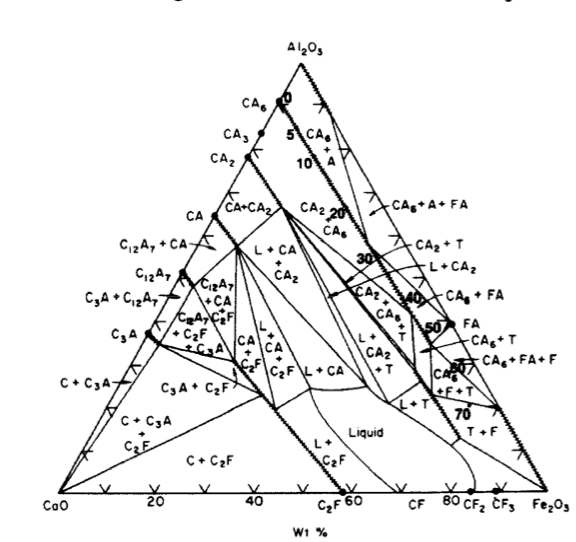 Al₂O₃
CA₆
0
CA₃
5
CA₆
+
A
CA₂
10
CA
CA+CA₂
CA₂
+
CA₆
20
CA₆+A+FA
C₁₂A₇+CA
L+CA
+
CA₂
30
CA₂+T
L+CA₂
C₁₂A₇
C₁₂A₇
+CA
+
C₂F
CA₂
+
CA₆
+T
40
CA₆+FA
C₃A+C₁₂A₇
C₁₂A₇
+C₂F
+C₃A
50
FA
C₃A
CA
+
C₂F
L
+
CA
+
C₂F
L+
CA₂
+T
CA₆+T
CA₆+FA+F
60
L+CA
CA₆
+F+T
C+C₃A
C₃A+C₂F
L+T
70
C+C₃A
+
C₂F
T+F
Liquid
L+
C₂F
C+C₂F
CaO
20
40
C₂F
60
CF
80
CF₂
CF₃
Fe₂O₃
Wt %